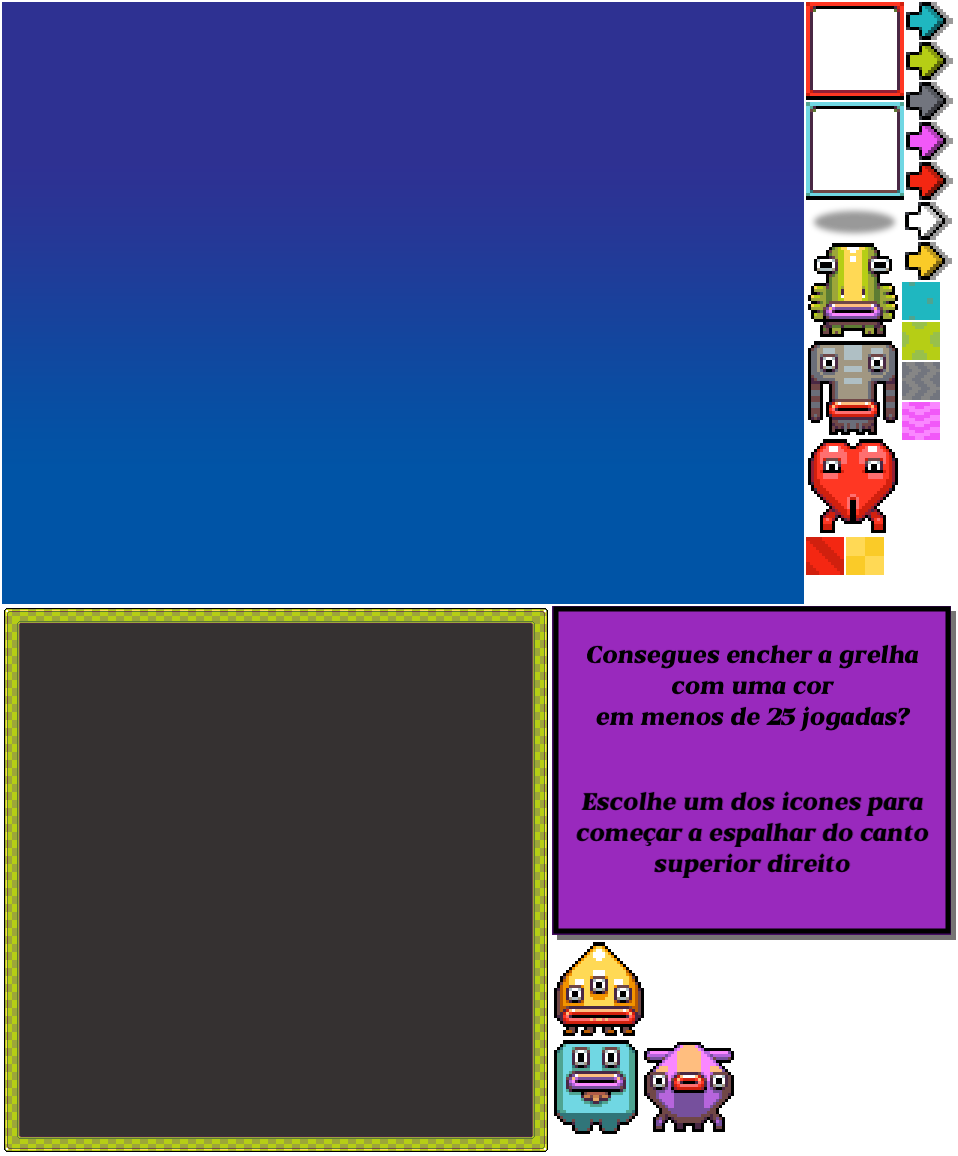 Consegues encher a grelha
com uma cor
em menos de 25 jogadas?
Escolhe um dos icones para
começar a espalhar do canto
superior direito